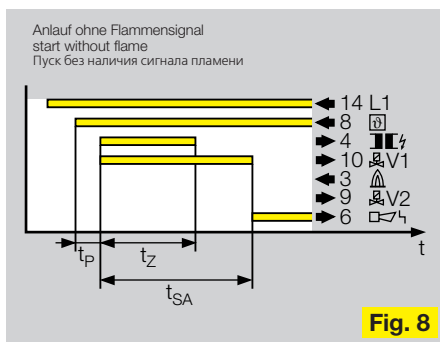 Anlauf ohne Flammensignal
start without flame
Пуск без наличия сигнала пламени
14 L1
8 ϑ
4
10 V1
3
9 V2
6
t
tP tZ
tSA
Fig. 8